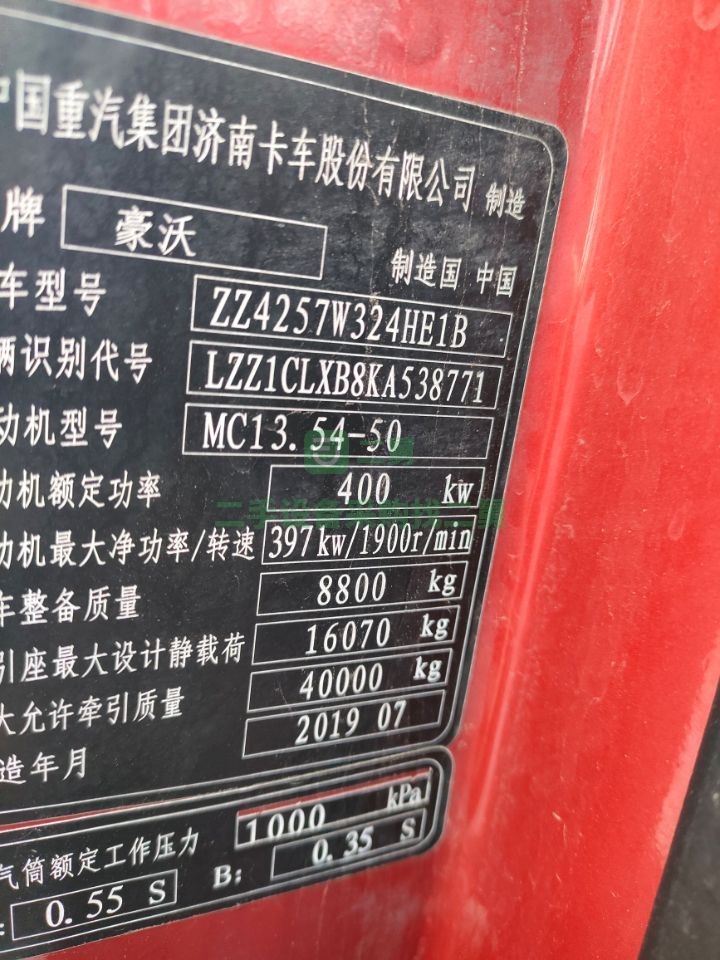 中国重汽集团济南卡车股份有限公司 制造
牌 豪沃
制造国 中国
车型号 ZZ4257W324HE1B
辆识别代号 LZZ1CLXB8KA538771
动机型号 MC13.54-50
动机额定功率 400 kw
动机最大净功率/转速 397kw/1900r/min
车整备质量 8800 kg
引座最大设计静载荷 16070 kg
大允许牵引质量 40000 kg
造年月 2019 07
气筒额定工作压力 1000 kPa
: 0.55 S B: 0.35 S